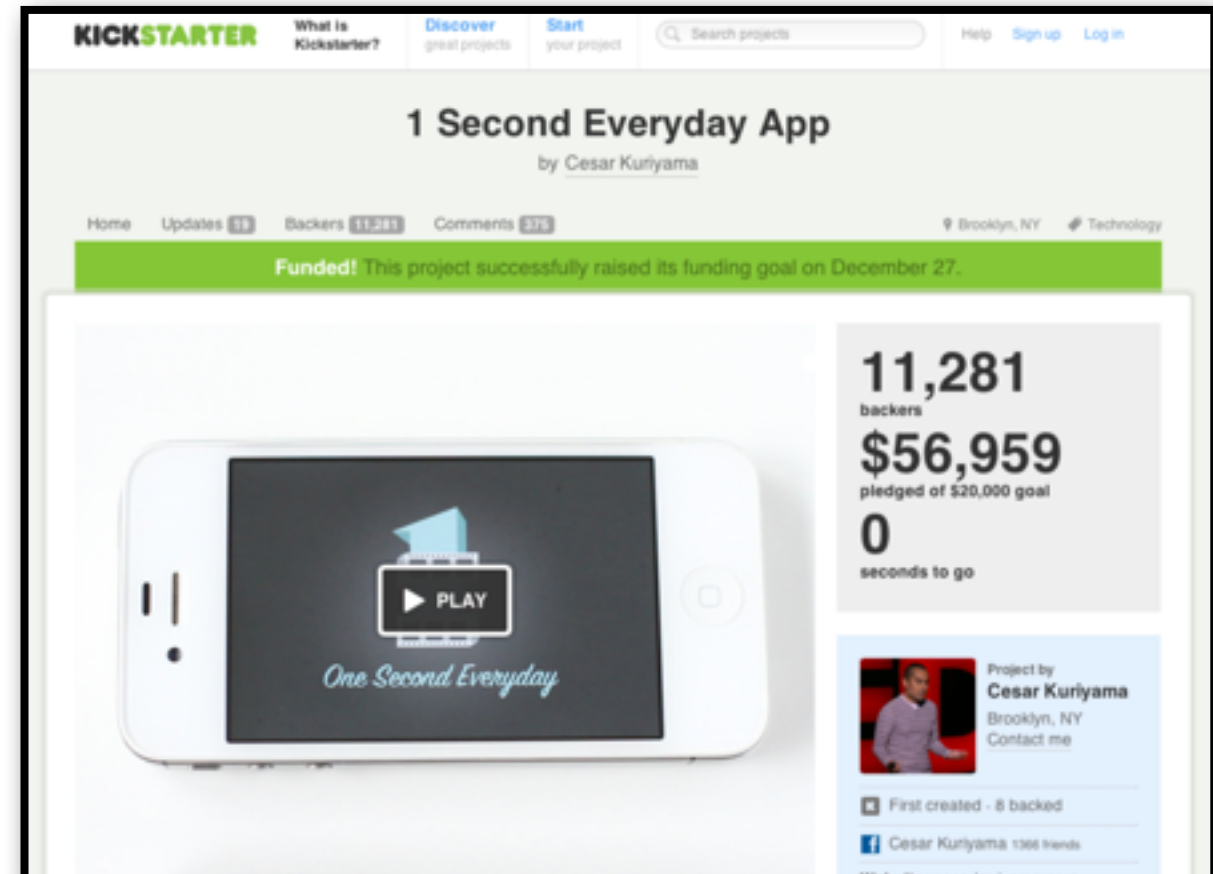 KICKSTARTER
What is
Kickstarter?
Discover
great projects
Start
your project
Search projects
Help Sign up Log in
1 Second Everyday App
by Cesar Kuriyama
Home Updates 19 Backers 11,281 Comments 375 Brooklyn, NY Technology
Funded! This project successfully raised its funding goal on December 27.
11,281
backers
$56,959
pledged of $20,000 goal
0
seconds to go
PLAY
One Second Everyday
Project by
Cesar Kuriyama
Brooklyn, NY
Contact me
First created - 8 backed
Cesar Kuriyama 1366 friends